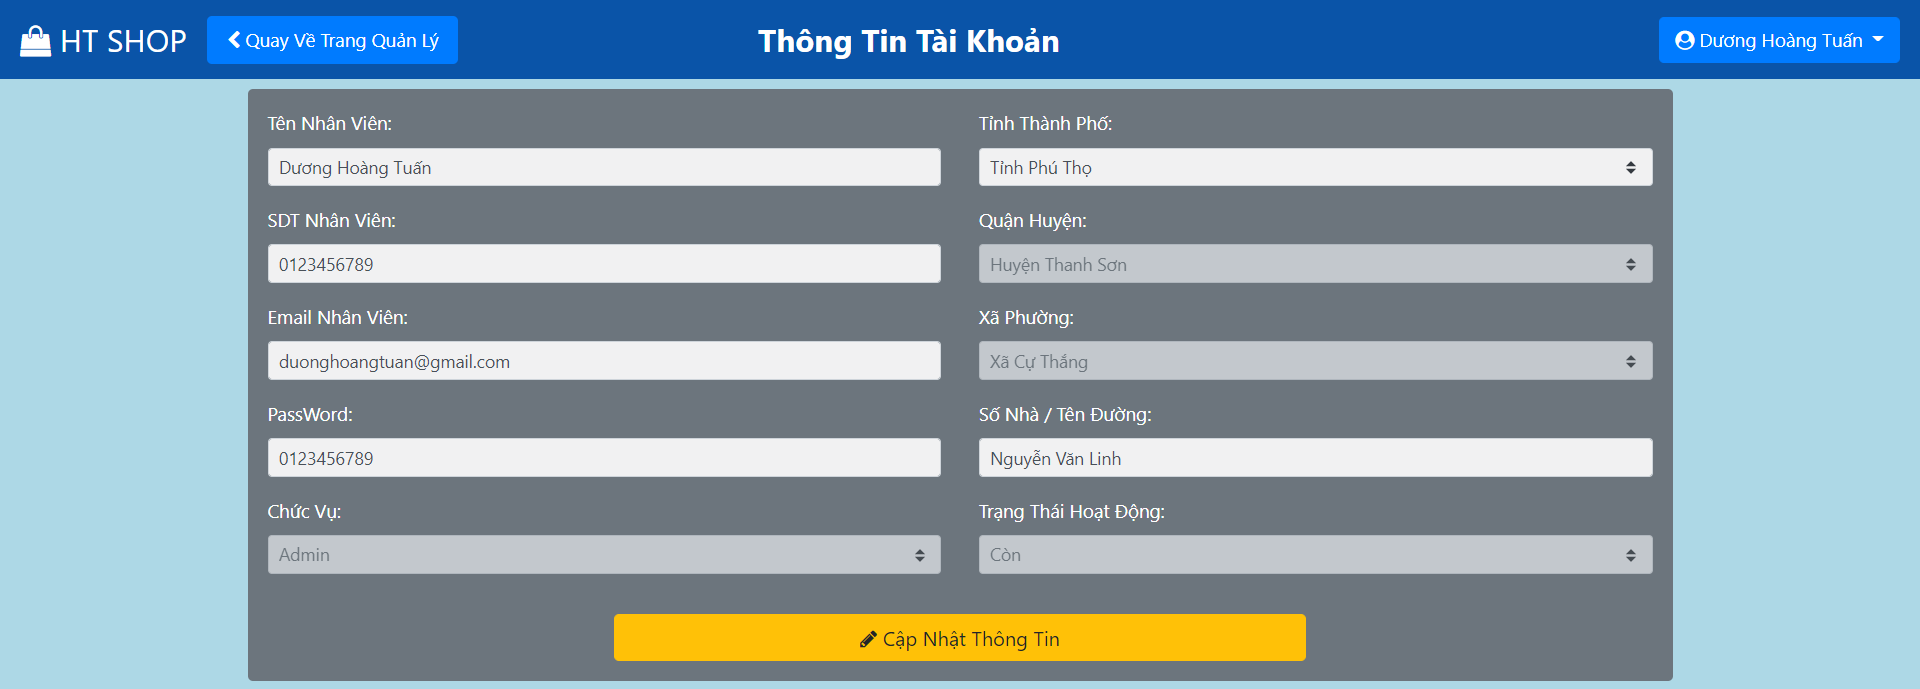 HT SHOP
Quay Về Trang Quản Lý
Thông Tin Tài Khoản
Dương Hoàng Tuấn
Tên Nhân Viên:
Dương Hoàng Tuấn
SDT Nhân Viên:
0123456789
Email Nhân Viên:
duonghoangtuan@gmail.com
PassWord:
0123456789
Chức Vụ:
Admin
Tỉnh Thành Phố:
Tỉnh Phú Thọ
Quận Huyện:
Huyện Thanh Sơn
Xã Phường:
Xã Cự Thắng
Số Nhà / Tên Đường:
Nguyễn Văn Linh
Trạng Thái Hoạt Động:
Còn
Cập Nhật Thông Tin